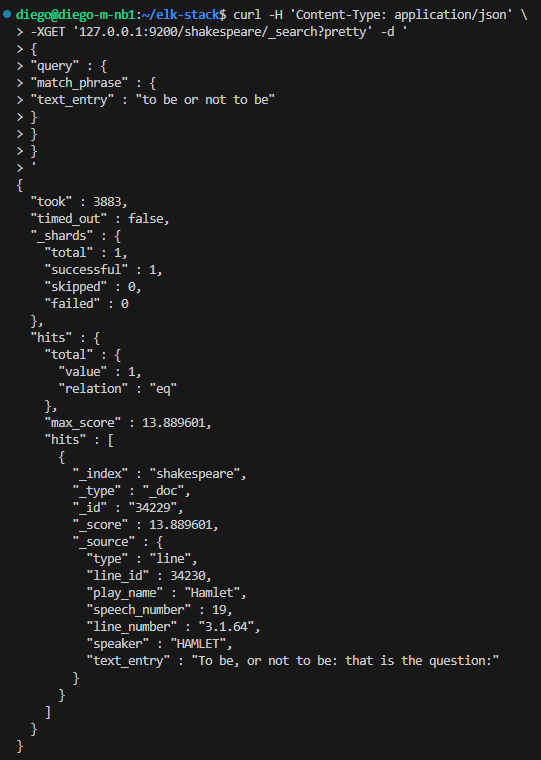 diego@diego-m-nb1:~/elk-stack$ curl -H 'Content-Type: application/json' \
> -XGET '127.0.0.1:9200/shakespeare/_search?pretty' -d '
> {
> "query" : {
> "match_phrase" : {
> "text_entry" : "to be or not to be"
> }
> }
> }
> '
{
  "took" : 3883,
  "timed_out" : false,
  "_shards" : {
    "total" : 1,
    "successful" : 1,
    "skipped" : 0,
    "failed" : 0
  },
  "hits" : {
    "total" : {
      "value" : 1,
      "relation" : "eq"
    },
    "max_score" : 13.889601,
    "hits" : [
      {
        "_index" : "shakespeare",
        "_type" : "_doc",
        "_id" : "34229",
        "_score" : 13.889601,
        "_source" : {
          "type" : "line",
          "line_id" : 34230,
          "play_name" : "Hamlet",
          "speech_number" : 19,
          "line_number" : "3.1.64",
          "speaker" : "HAMLET",
          "text_entry" : "To be, or not to be: that is the question:"
        }
      }
    ]
  }
}